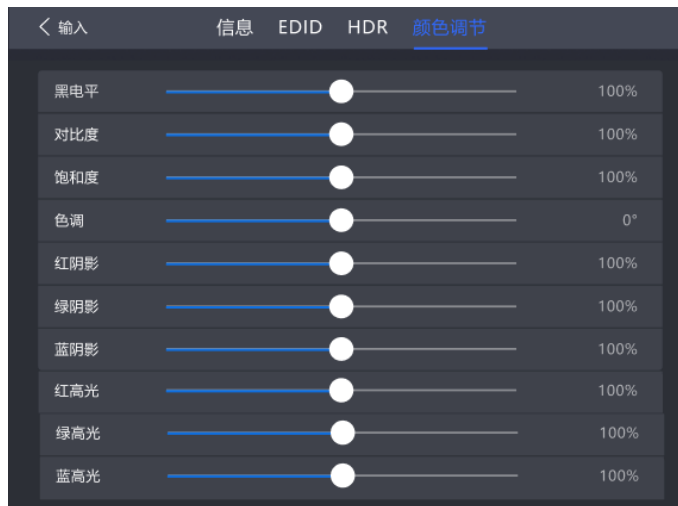 输入 信息 EDID HDR 颜色调节
黑电平 100%
对比度 100%
饱和度 100%
色调 0°
红阴影 100%
绿阴影 100%
蓝阴影 100%
红高光 100%
绿高光 100%
蓝高光 100%